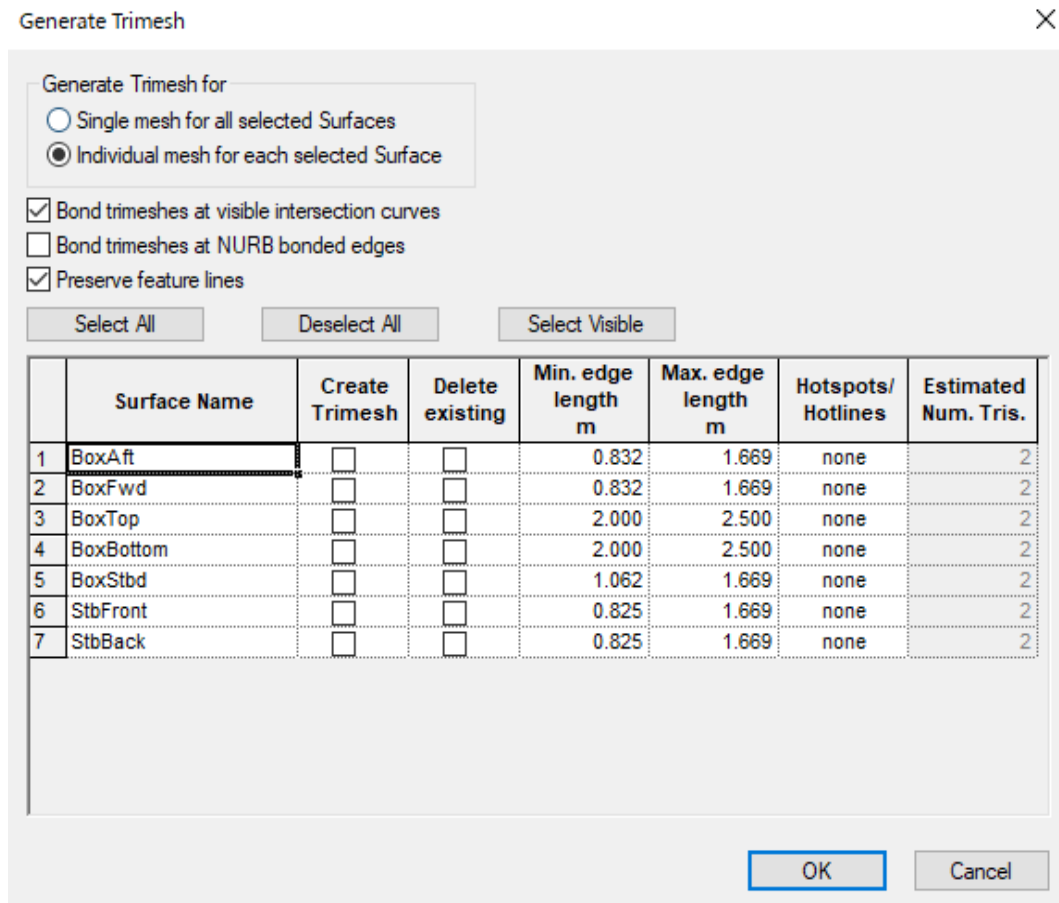 Generate Trimesh
Generate Trimesh for
Single mesh for all selected Surfaces
Individual mesh for each selected Surface
Bond trimeshes at visible intersection curves
Bond trimeshes at NURB bonded edges
Preserve feature lines
Select All Deselect All Select Visible
Surface Name Create Trimesh Delete existing Min. edge length m Max. edge length m Hotspots/ Hotlines Estimated Num. Tris.
1 BoxAft 0.832 1.669 none 2
2 BoxFwd 0.832 1.669 none 2
3 BoxTop 2.000 2.500 none 2
4 BoxBottom 2.000 2.500 none 2
5 BoxStbd 1.062 1.669 none 2
6 StbFront 0.825 1.669 none 2
7 StbBack 0.825 1.669 none 2
OK Cancel